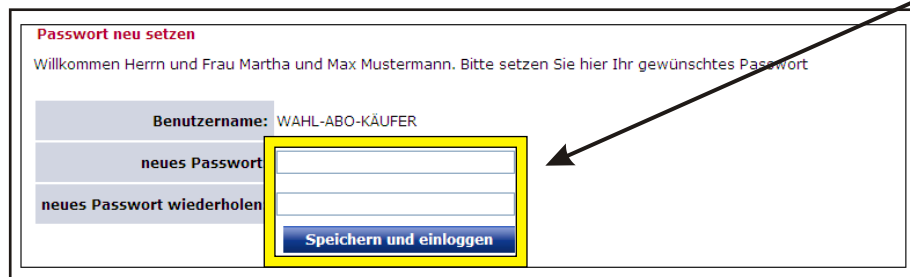 Passwort neu setzen
Willkommen Herrn und Frau Martha und Max Mustermann. Bitte setzen Sie hier Ihr gewünschtes Passwort
Benutzername: WAHL-ABO-KÄUFER
neues Passwort
neues Passwort wiederholen
Speichern und einloggen